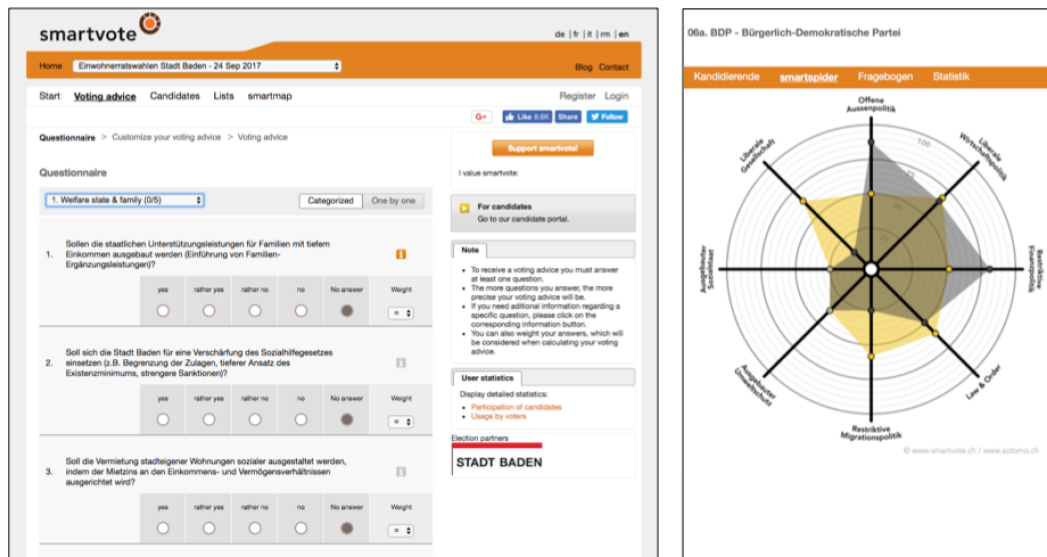 smartvote
de | fr | it | rm | en
Home Einwohnerratswahlen Stadt Baden - 24 Sep 2017 Blog Contact
Start Voting advice Candidates Lists smartmap Register Login
G+ Like 6.6K Share Follow
Questionnaire > Customize your voting advice > Voting advice
Questionnaire
1. Welfare state & family (0/5) Categorized One by one
1. Sollen die staatlichen Unterstützungsleistungen für Familien mit tiefem
Einkommen ausgebaut werden (Einführung von Familien-
Ergänzungsleistungen)?
yes rather yes rather no no No answer Weight
=
2. Soll sich die Stadt Baden für eine Verschärfung des Sozialhilfegesetzes
einsetzen (z.B. Begrenzung der Zulagen, tieferer Ansatz des
Existenzminimums, strengere Sanktionen)?
yes rather yes rather no no No answer Weight
=
3. Soll die Vermietung stadteigener Wohnungen sozialer ausgestaltet werden,
indem der Mietzins an den Einkommens- und Vermögensverhältnissen
ausgerichtet wird?
yes rather yes rather no no No answer Weight
=
Support smartvote!
I value smartvote:
For candidates
Go to our candidate portal.
Note
• To receive a voting advice you must answer
at least one question.
• The more questions you answer, the more
precise your voting advice will be.
• If you need aditional information regarding a
specific question, please click on the
corresponding information button.
• You can also weight your answers, which will
be considered when calculating your voting
advice.
User statistics
Display detailed statistics:
• Participation of candidates
• Usage by voters
Election partners
STADT BADEN
06a. BDP - Bürgerlich-Demokratische Partei
Kandidierende smartspider Fragebogen Statistik
Offene
Aussenpolitik
Liberale
Wirtschaftspolitik
Restriktive
Finanzpolitik
Law & Order
Restriktive
Migrationspolitik
Ausgebauter
Umweltschutz
Ausgebauter
Sozialstaat
Liberale
Gesellschaft
100
© www.smartvote.ch / www.sotomo.ch